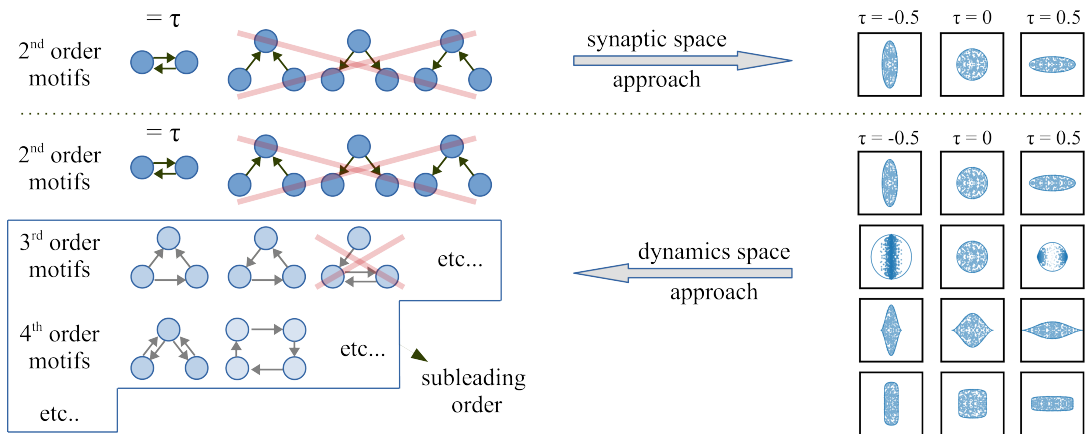 = τ
2nd order
motifs
synaptic space
approach
τ = -0.5
τ = 0
τ = 0.5
= τ
2nd order
motifs
τ = -0.5
τ = 0
τ = 0.5
3rd order
motifs
etc...
dynamics space
approach
4th order
motifs
etc...
subleading
order
etc..